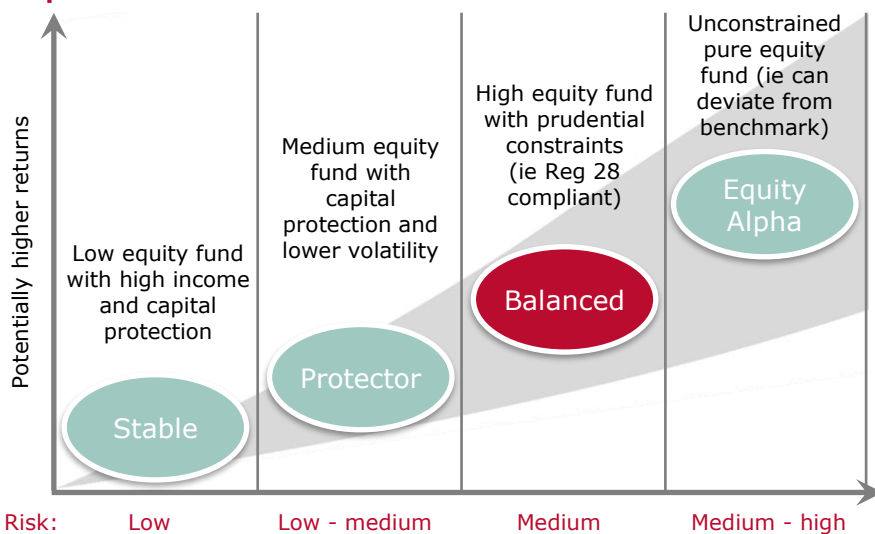 Potentially higher returns
Low equity fund
with high income
and capital
protection
Stable
Medium equity
fund with
capital
protection and
lower volatility
Protector
High equity fund
with prudential
constraints
(ie Reg 28
compliant)
Balanced
Unconstrained
pure equity
fund (ie can
deviate from
benchmark)
Equity
Alpha
Risk: Low Low - medium Medium Medium - high